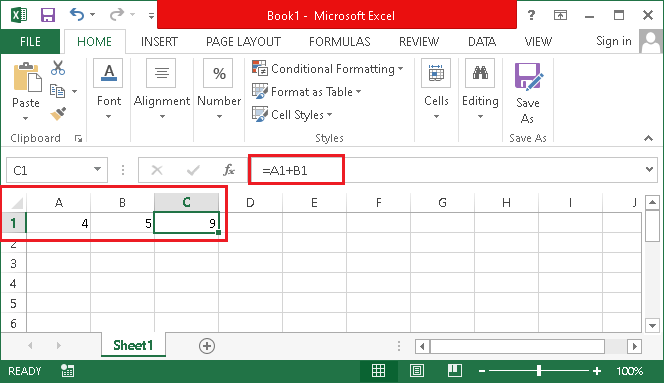 Book1 - Microsoft Excel
FILE HOME INSERT PAGE LAYOUT FORMULAS REVIEW DATA VIEW Sign in
Paste
Font
Alignment
%
Number
Conditional Formatting
Format as Table
Cell Styles
Cells
Editing
Save
As
Clipboard
Styles
Save As
C1
fx
=A1+B1
A B C D E F G H I J
1 4 5 9
2
3
4
5
6
Sheet1
READY
100%